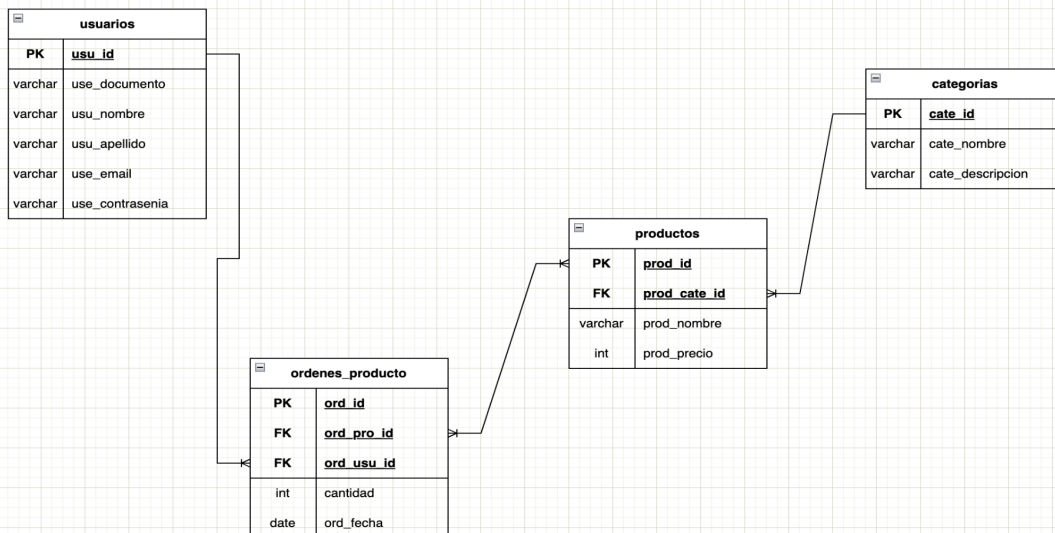 usuarios
PK usu_id
varchar use_documento
varchar usu_nombre
varchar usu_apellido
varchar use_email
varchar use_contrasenia
categorias
PK cate_id
varchar cate_nombre
varchar cate_descripcion
productos
PK prod_id
FK prod_cate_id
varchar prod_nombre
int prod_precio
ordenes_producto
PK ord_id
FK ord_pro_id
FK ord_usu_id
int cantidad
date ord_fecha